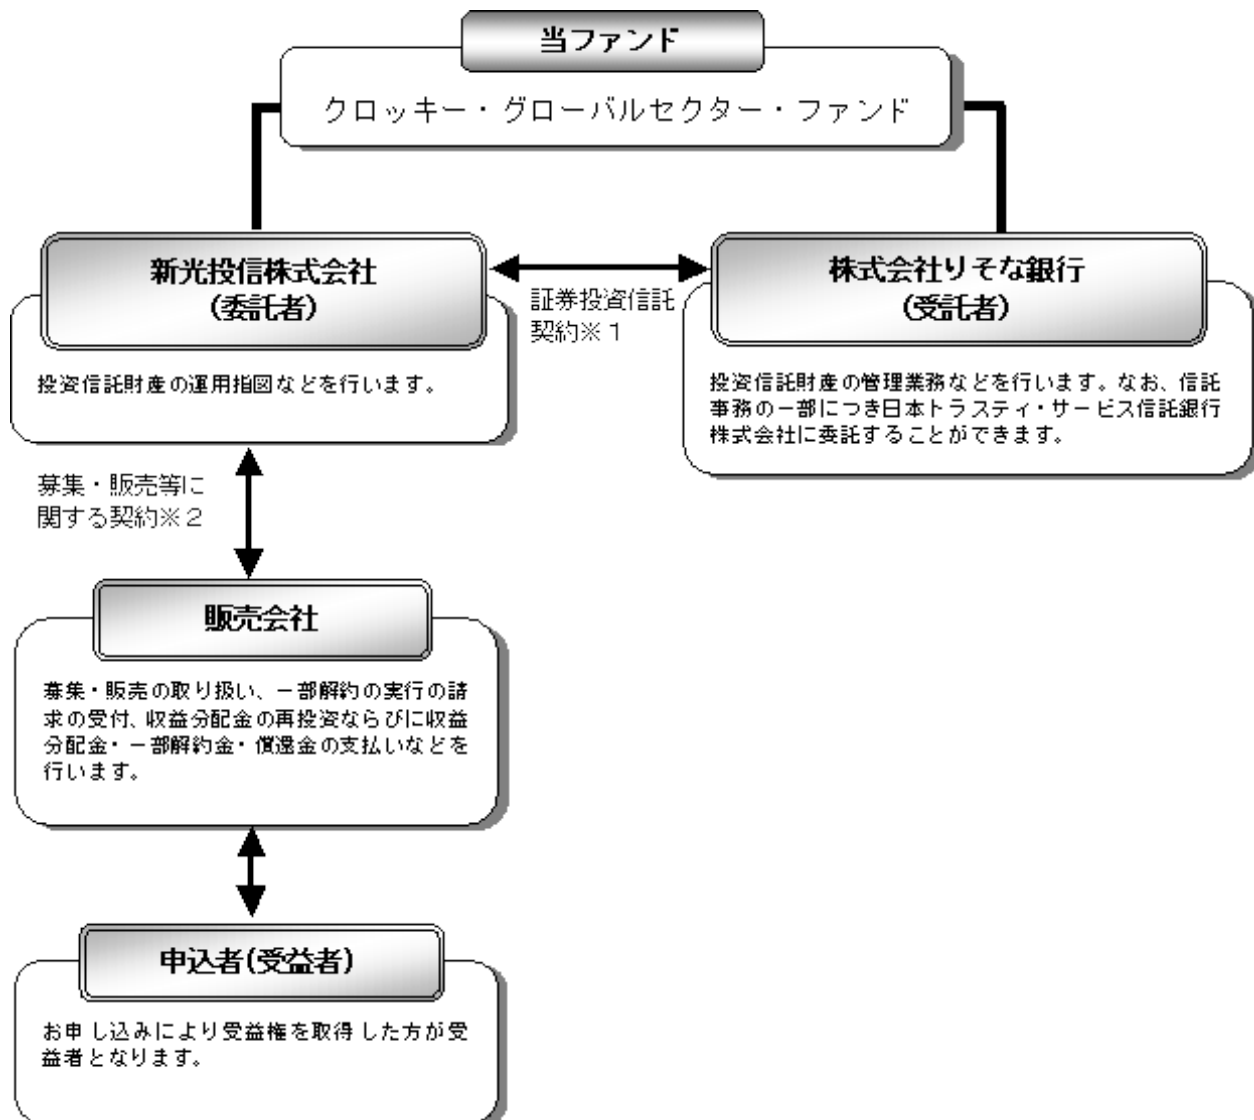 当ファンド
クロッキー・グローバルセクター・ファンド
新光投信株式会社
(委託者)
投資信託財産の運用指図などを行います。
証券投資信託
契約※1
株式会社りそな銀行
(受託者)
投資信託財産の管理業務などを行います。なお、信託
事務の一部につき日本トラスティ・サービス信託銀行
株式会社に委託することができます。
募集・販売等に
関する契約※2
販売会社
募集・販売の取り扱い、一部解約の実行の請
求の受付、収益分配金の再投資ならびに収益
分配金・一部解約金・償還金の支払いなどを
行います。
申込者(受益者)
お申し込みにより受益権を取得した方が受
益者となります。